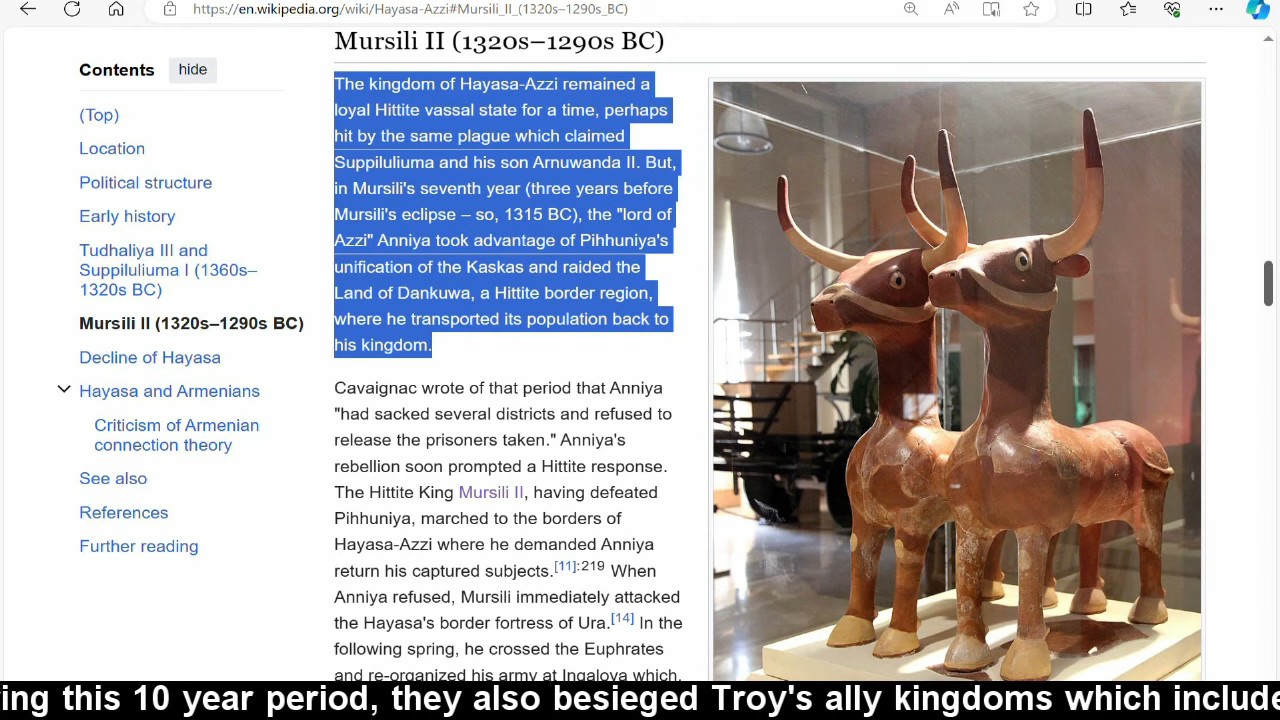 https://en.wikipedia.org/wiki/Hayasa-Azzi#Mursili_II_(1320s–1290s_BC)
Contents hide
(Top)
Location
Political structure
Early history
Tudhaliya III and
Suppiluliuma I (1360s–
1320s BC)
Mursili II (1320s–1290s BC)
Decline of Hayasa
Hayasa and Armenians
Criticism of Armenian
connection theory
See also
References
Further reading
Mursili II (1320s–1290s BC)
The kingdom of Hayasa-Azzi remained a
loyal Hittite vassal state for a time, perhaps
hit by the same plague which claimed
Suppiluliuma and his son Arnuwanda II. But,
in Mursili's seventh year (three years before
Mursili's eclipse – so, 1315 BC), the "lord of
Azzi" Anniya took advantage of Pihhuniya's
unification of the Kaskas and raided the
Land of Dankuwa, a Hittite border region,
where he transported its population back to
his kingdom.
Cavaignac wrote of that period that Anniya
"had sacked several districts and refused to
release the prisoners taken." Anniya's
rebellion soon prompted a Hittite response.
The Hittite King Mursili II, having defeated
Pihhuniya, marched to the borders of
Hayasa-Azzi where he demanded Anniya
return his captured subjects.[11]:219 When
Anniya refused, Mursili immediately attacked
the Hayasa's border fortress of Ura.[14] In the
following spring, he crossed the Euphrates
and re-organized his army at Ingalova which,
ring this 10 year period, they also besieged Troy's ally kingdoms which include